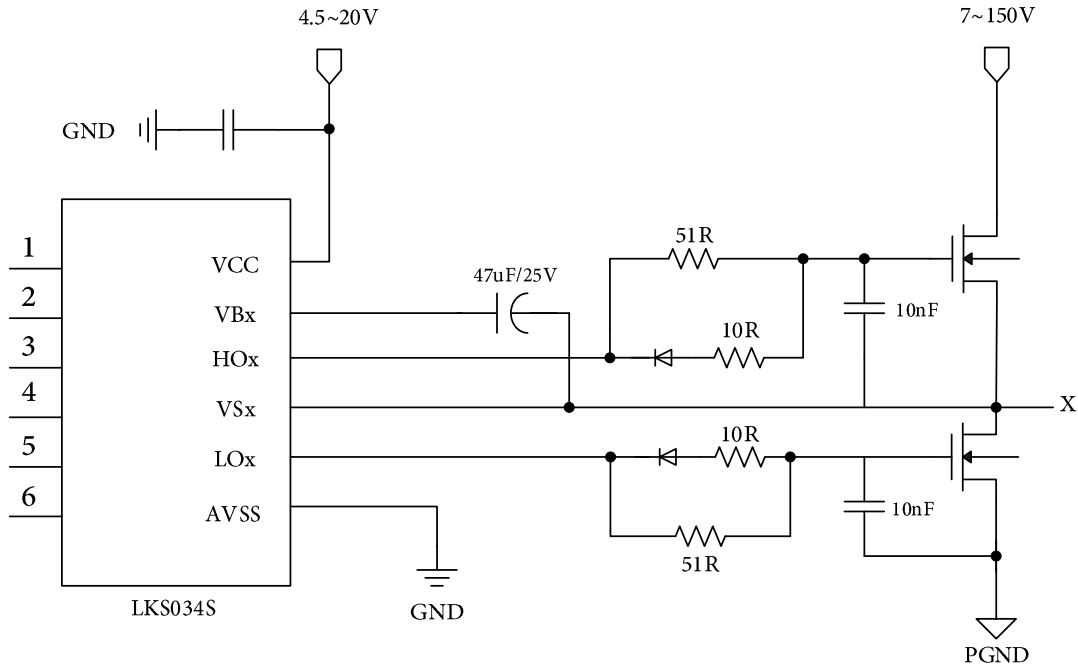 4.5~20V
7~150V
GND
1
2
3
4
5
6
VCC
VBx
HOx
VSx
LOx
AVSS
LKS034S
47uF/25V
51R
10R
10nF
X
10R
51R
10nF
GND
PGND